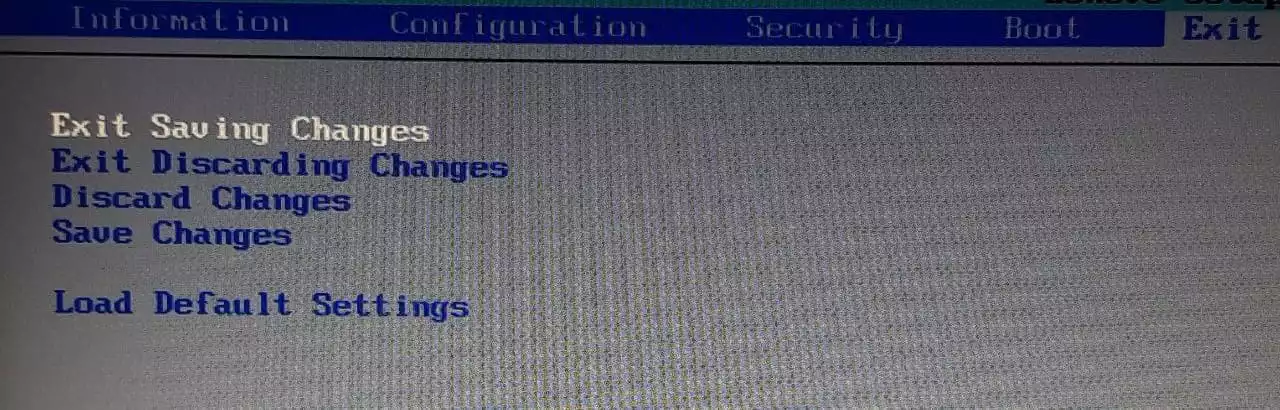 Information Configuration Security Boot Exit
Exit Saving Changes
Exit Discarding Changes
Discard Changes
Save Changes
Load Default Settings